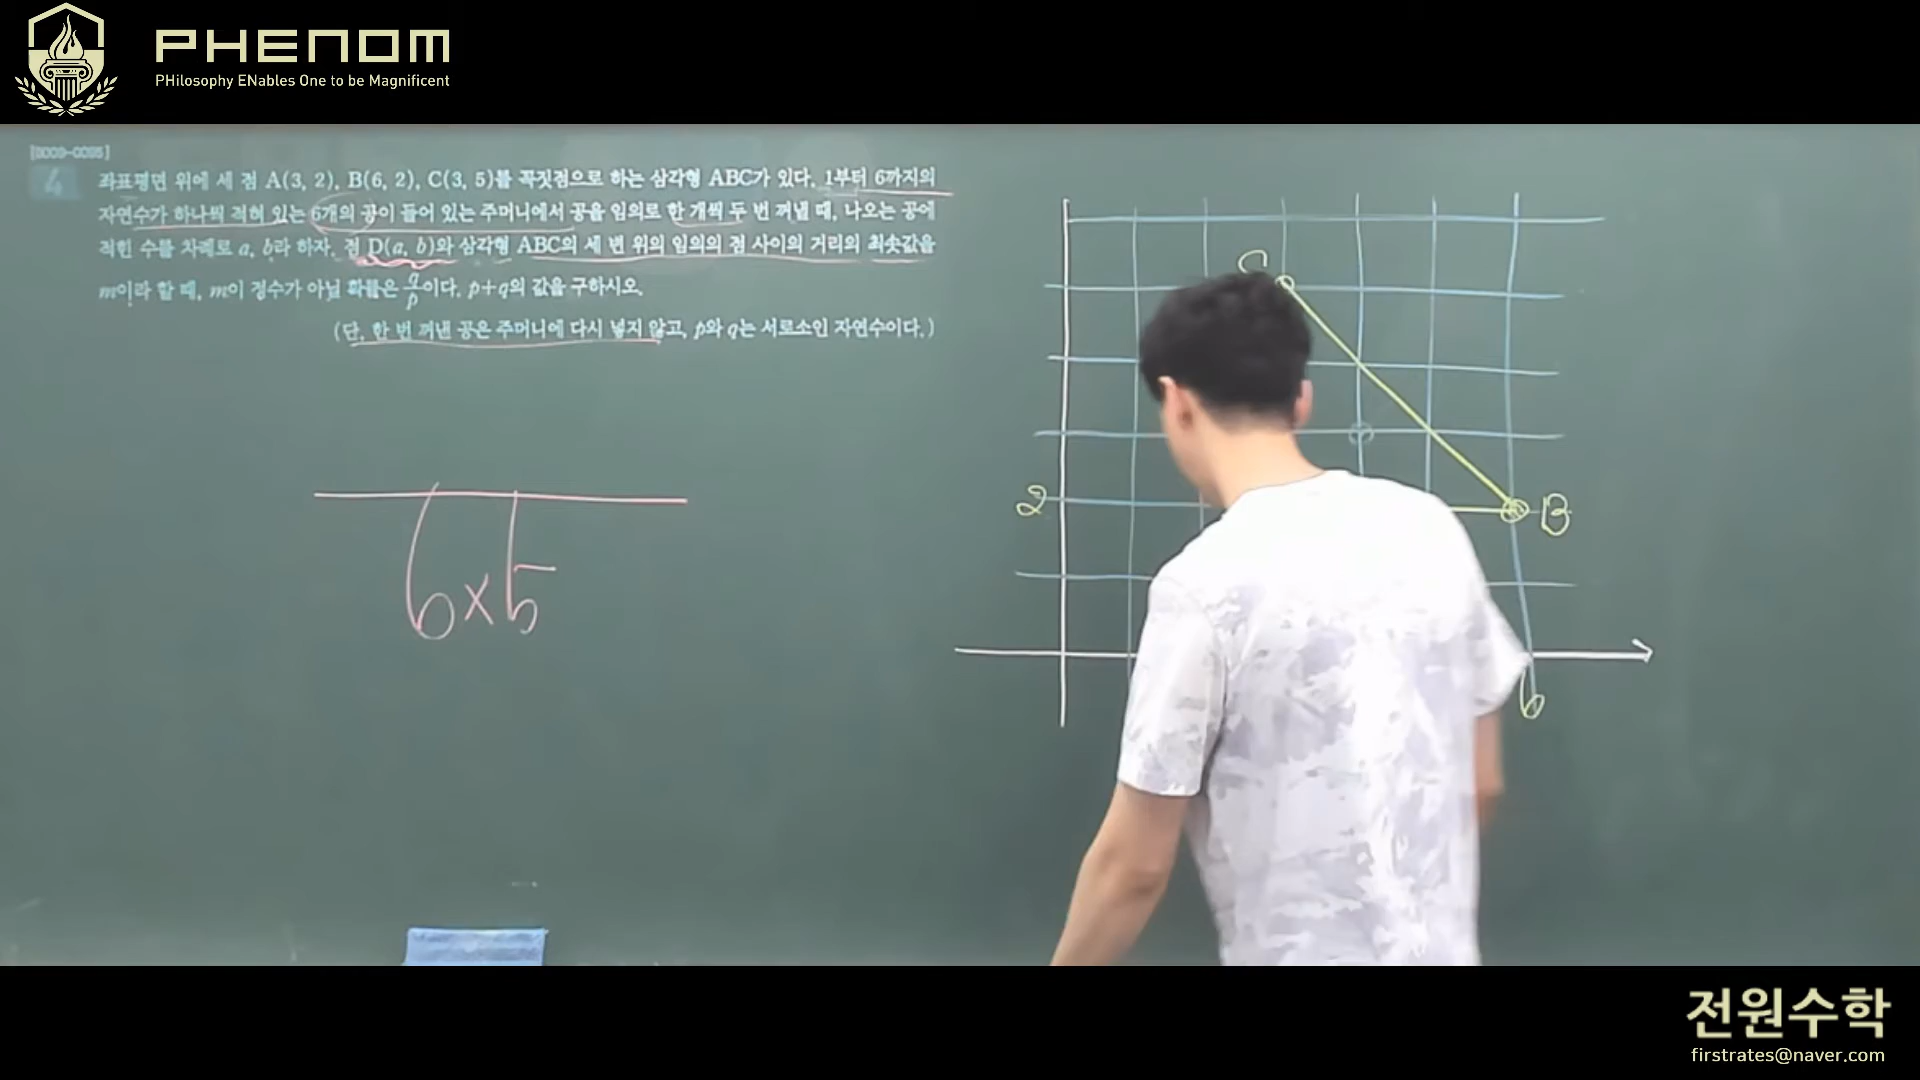 PHENOM
PHilosophy ENables One to be Magnificent
4
좌표평면 위에 세 점 A(3, 2), B(6, 2), C(3, 5)를 꼭짓점으로 하는 삼각형 ABC가 있다. 1부터 6까지의
자연수가 하나씩 적혀 있는 6개의 공이 들어 있는 주머니에서 공을 임의로 한 개씩 두 번 꺼낼 때, 나오는 공에
적힌 수를 차례로 a, b라 하자. 점 D(a, b)와 삼각형 ABC의 세 변 위의 임의의 점 사이의 거리의 최솟값을
m이라 할 때, m이 정수가 아닐 확률은 q/p이다. p+q의 값을 구하시오.
(단, 한 번 꺼낸 공은 주머니에 다시 넣지 않고, p와 q는 서로소인 자연수이다.)
6×5
C
2
B
6
전원수학
firstrates@naver.com